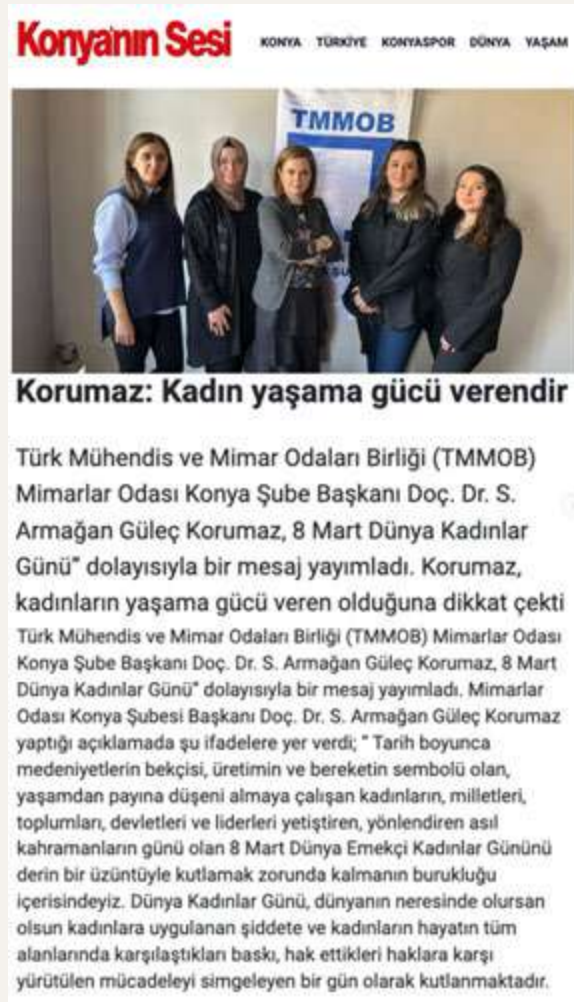 Konya'nın Sesi
KONYA TÜRKİYE KONYASPOR DÜNYA YAŞAM
TMMOB
Korumaz: Kadın yaşama gücü verendir
Türk Mühendis ve Mimar Odaları Birliği (TMMOB)
Mimarlar Odası Konya Şube Başkanı Doç. Dr. S.
Armağan Güleç Korumaz, 8 Mart Dünya Kadınlar
Günü" dolayısıyla bir mesaj yayımladı. Korumaz,
kadınların yaşama gücü veren olduğuna dikkat çekti
Türk Mühendis ve Mimar Odaları Birliği (TMMOB) Mimarlar Odası
Konya Şube Başkanı Doç. Dr. S. Armağan Güleç Korumaz, 8 Mart
Dünya Kadınlar Günü" dolayısıyla bir mesaj yayımladı. Mimarlar
Odası Konya Şubesi Başkanı Doç. Dr. S. Armağan Güleç Korumaz
yaptığı açıklamada şu ifadelere yer verdi; " Tarih boyunca
medeniyetlerin bekçisi, üretimin ve bereketin sembolü olan,
yaşamdan payına düşeni almaya çalışan kadınların, milletleri,
toplumları, devletleri ve liderleri yetiştiren, yönlendiren asıl
kahramanların günü olan 8 Mart Dünya Emekçi Kadınlar Gününü
derin bir üzüntüyle kutlamak zorunda kalmanın burukluğu
içerisindeyiz. Dünya Kadınlar Günü, dünyanın neresinde olursan
olsun kadınlara uygulanan şiddete ve kadınların hayatın tüm
alanlarında karşılaştıkları baskı, hak ettikleri haklara karşı
yürütülen mücadeleyi simgeleyen bir gün olarak kutlanmaktadır.